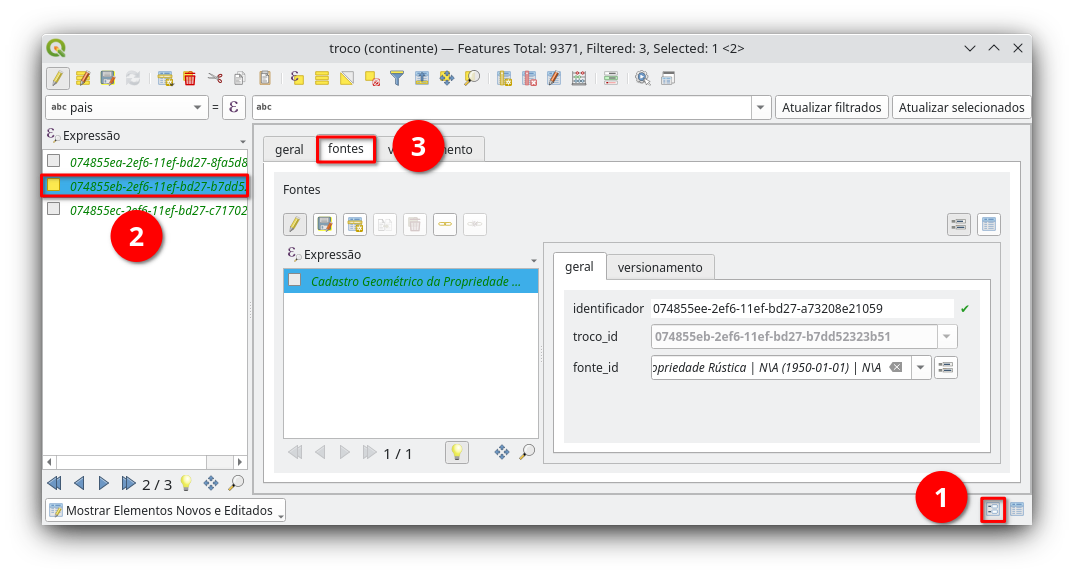 troco (continente) — Features Total: 9371, Filtered: 3, Selected: 1 <2>
abc pais = ε abc Atualizar filtrados Atualizar selecionados
Expressão
074855ea-2ef6-11ef-bd27-8fa5d8
074855eb-2ef6-11ef-bd27-b7dd5
074855ec-2ef6-11ef-bd27-c71702
2
geral fontes 3
Fontes
Expressão
Cadastro Geométrico da Propriedade ...
1 / 1
geral versionamento
identificador 074855ee-2ef6-11ef-bd27-a73208e21059
troco_id 074855eb-2ef6-11ef-bd27-b7dd52323b51
fonte_id opriedade Rústica | N\A (1950-01-01) | N\A
2 / 3
1
Mostrar Elementos Novos e Editados